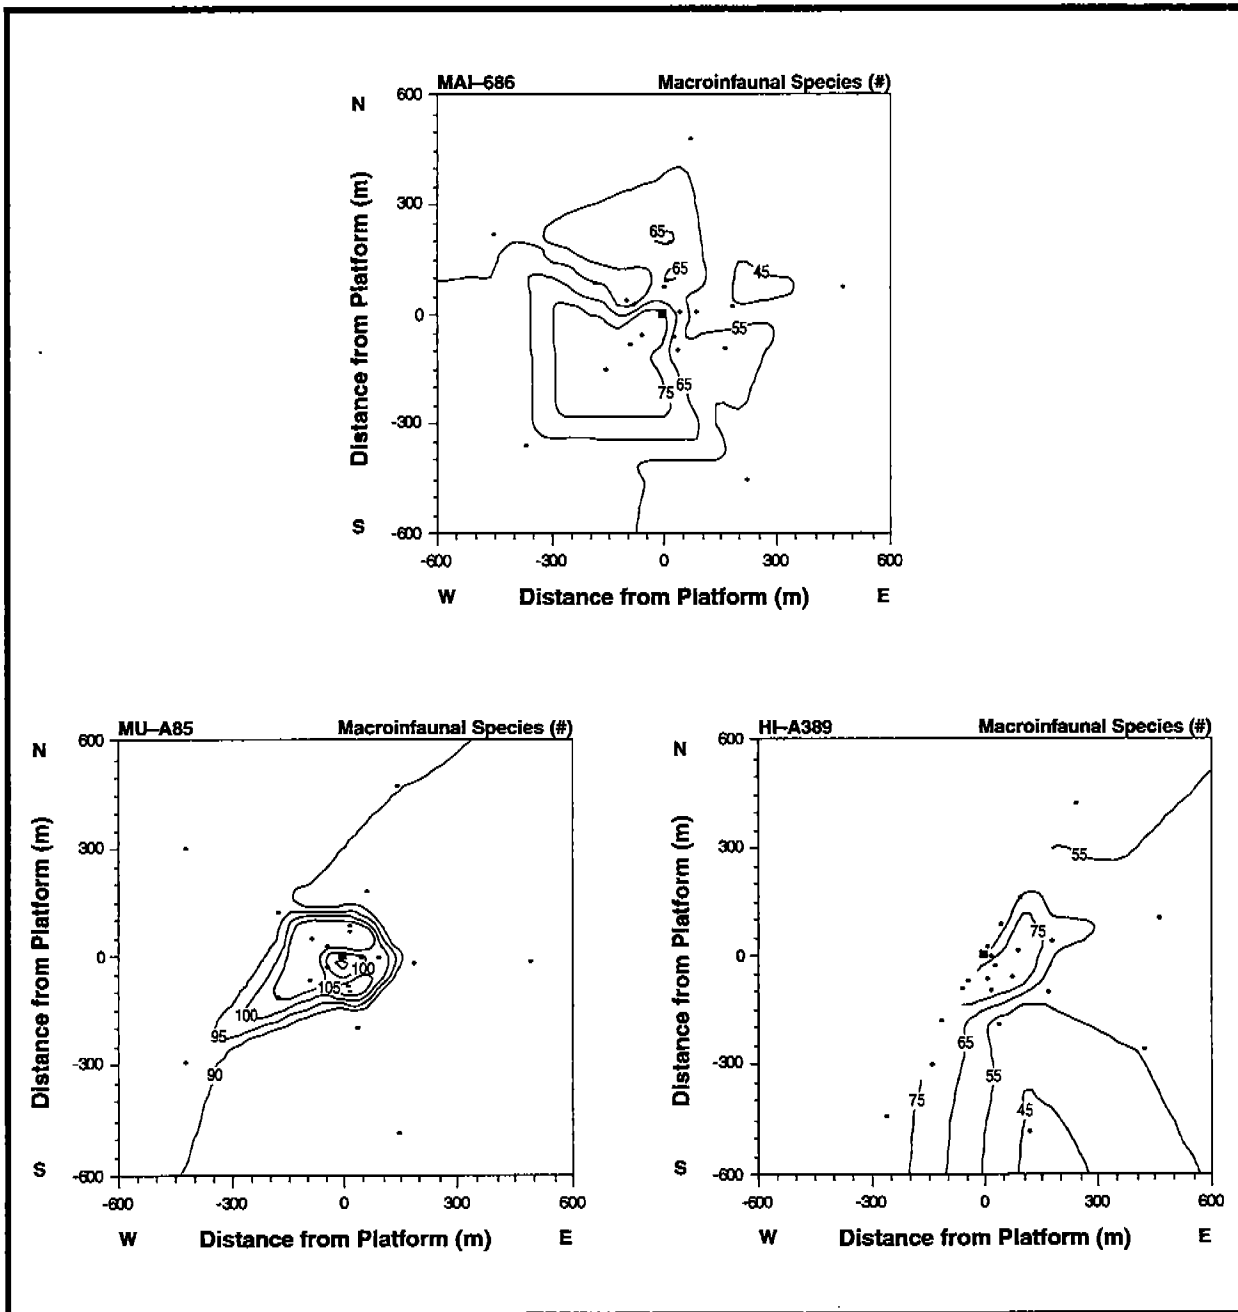 MAI-686 Macroinfaunal Species (#)
N 600
65
300
65
45
0
55
75 65
-300
S -600
-600 -300 0 300 600
W Distance from Platform (m) E
Distance from Platform (m)
MU-A85 Macroinfaunal Species (#)
N 600
300
0
100
105
100
95
90
-300
S -600
-600 -300 0 300 600
W Distance from Platform (m) E
Distance from Platform (m)
HI-A389 Macroinfaunal Species (#)
N 600
55
300
75
0
65
55
-300
75
45
S -600
-600 -300 0 300 600
W Distance from Platform (m) E
Distance from Platform (m)